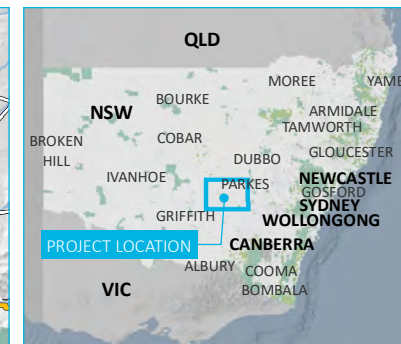 QLD
MOREE
YAMB
BOURKE
NSW
ARMIDALE
TAMWORTH
BROKEN
HILL
COBAR
GLOUCESTER
DUBBO
IVANHOE
NEWCASTLE
PARKES
GOSFORD
SYDNEY
GRIFFITH
WOLLONGONG
PROJECT LOCATION
CANBERRA
ALBURY
COOMA
VIC
BOMBALA